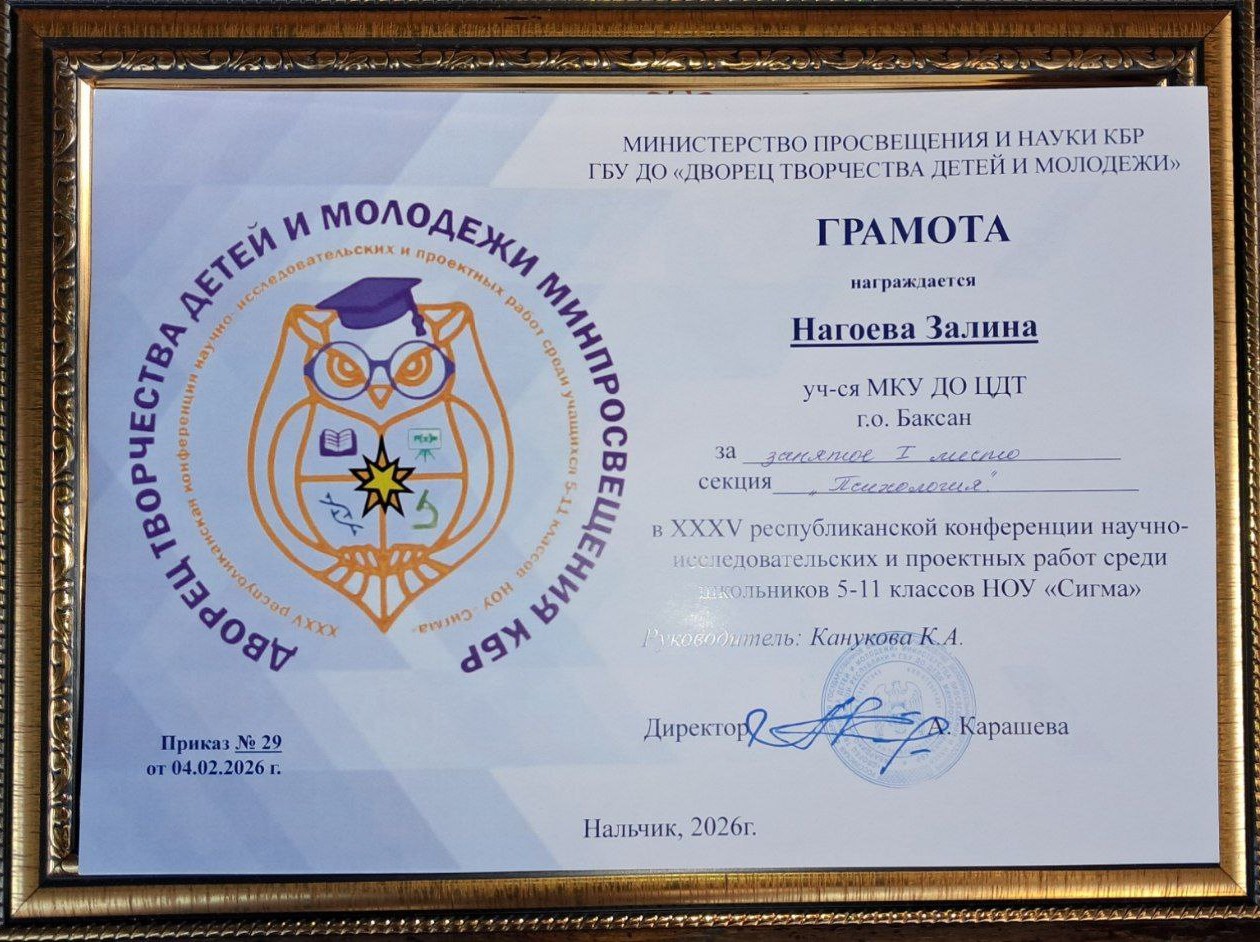 ДВОРЕЦ ТВОРЧЕСТВА ДЕТЕЙ И МОЛОДЕЖИ МИНПРОСВЕЩЕНИЯ КБР
XXXV республиканская конференция научно-исследовательских и проектных работ среди учащихся 5-11 классов НОУ "Сигма"
МИНИСТЕРСТВО ПРОСВЕЩЕНИЯ И НАУКИ КБР
ГБУ ДО «ДВОРЕЦ ТВОРЧЕСТВА ДЕТЕЙ И МОЛОДЕЖИ»
ГРАМОТА
награждается
Нагоева Залина
уч-ся МКУ ДО ЦДТ
г.о. Баксан
за занятое I место
секция „Психология"
в XXXV республиканской конференции научно-
исследовательских и проектных работ среди
школьников 5-11 классов НОУ «Сигма»
Руководитель: Канукова К.А.
Директор А. Карашева
Приказ № 29
от 04.02.2026 г.
Нальчик, 2026г.